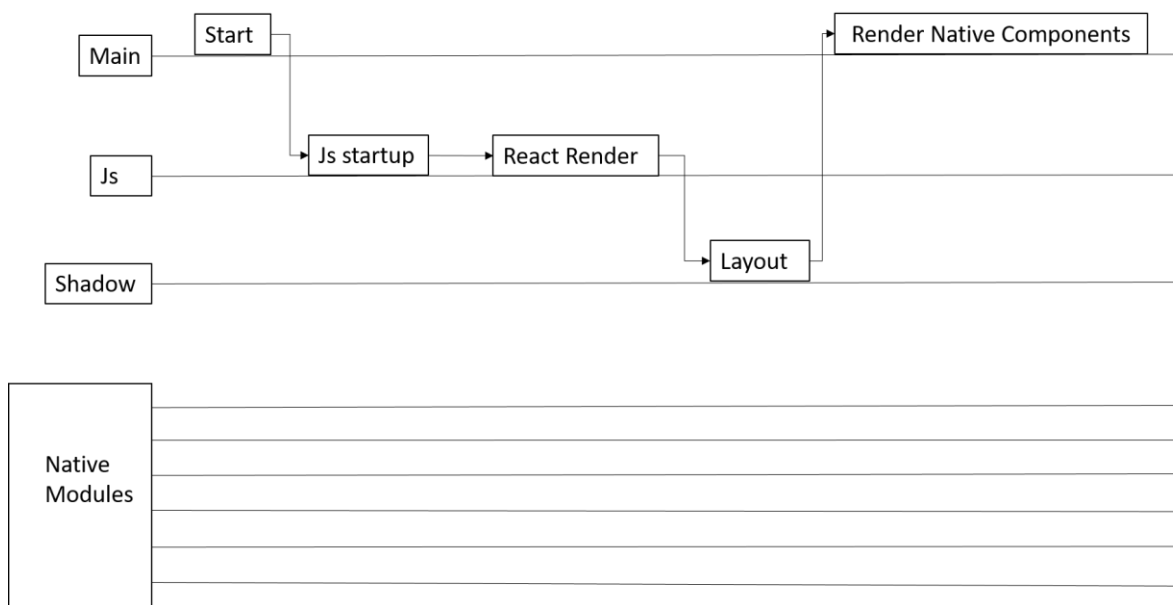 Start
Render Native Components
Main
Js startup
React Render
Js
Layout
Shadow
Native
Modules